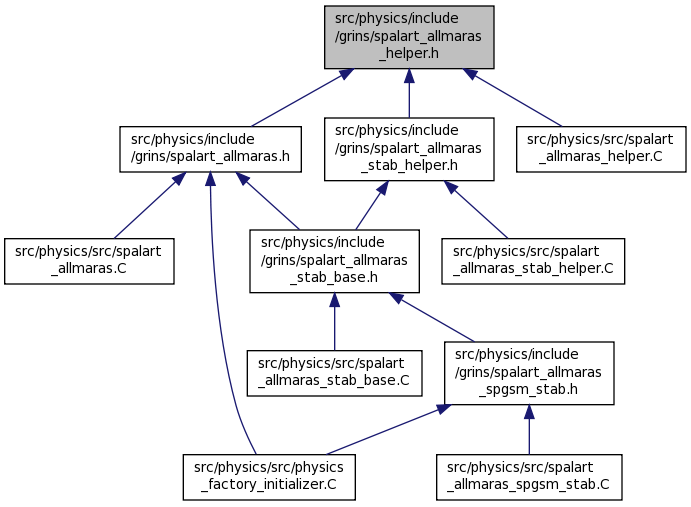 src/physics/include
/grins/spalart_allmaras
_helper.h
src/physics/include
/grins/spalart_allmaras.h
src/physics/include
/grins/spalart_allmaras
_stab_helper.h
src/physics/src/spalart
_allmaras_helper.C
src/physics/src/spalart
_allmaras.C
src/physics/include
/grins/spalart_allmaras
_stab_base.h
src/physics/src/spalart
_allmaras_stab_helper.C
src/physics/src/spalart
_allmaras_stab_base.C
src/physics/include
/grins/spalart_allmaras
_spgsm_stab.h
src/physics/src/physics
_factory_initializer.C
src/physics/src/spalart
_allmaras_spgsm_stab.C